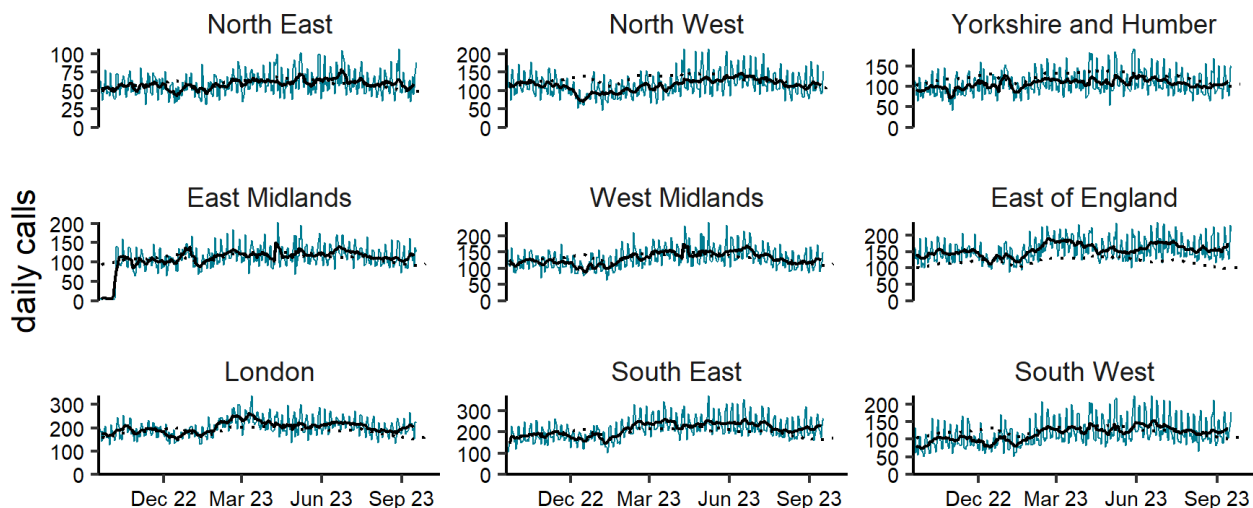 North East North West Yorkshire and Humber
100 200 150
75 150 100
50 100 50
25 50 0
0 0
daily calls
East Midlands West Midlands East of England
200 200 200
150 150 150
100 100 100
50 50 50
0 0 0
London South East South West
300 300 200
200 200 150
100 100 100
0 0 50
0
Dec 22 Mar 23 Jun 23 Sep 23 Dec 22 Mar 23 Jun 23 Sep 23 Dec 22 Mar 23 Jun 23 Sep 23